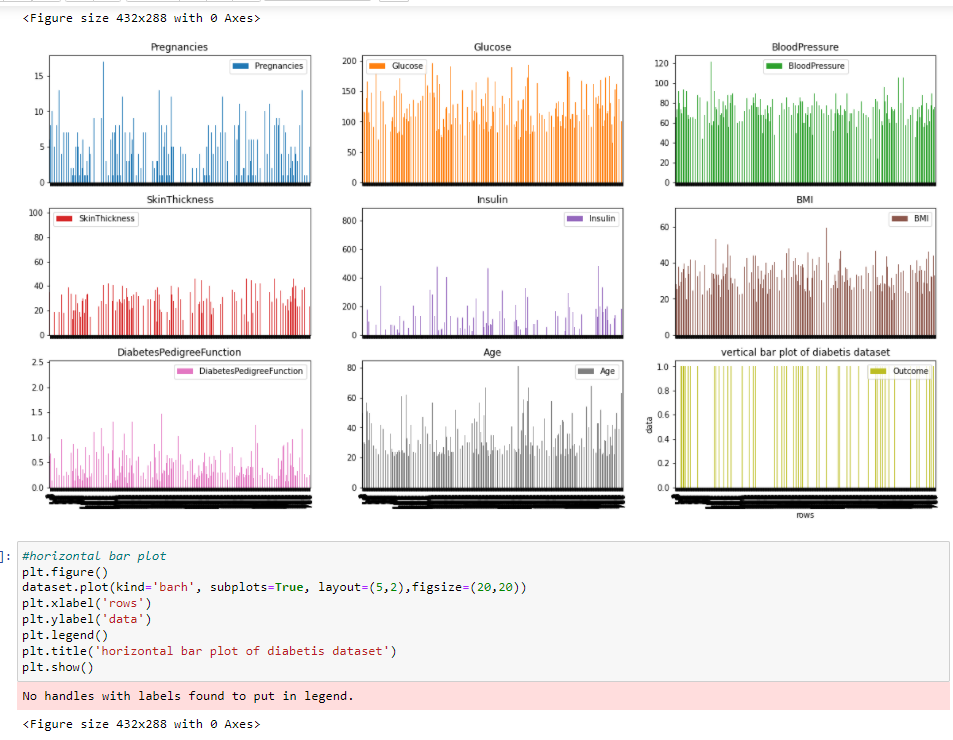 <Figure size 432x288 with 0 Axes>
Pregnancies
Glucose
BloodPressure
Pregnancies
Glucose
BloodPressure
15
10
5
0
200
150
100
50
0
120
100
80
60
40
20
0
SkinThickness
Insulin
BMI
SkinThickness
Insulin
BMI
100
80
60
40
20
0
800
600
400
200
0
60
40
20
0
DiabetesPedigreeFunction
Age
vertical bar plot of diabetis dataset
DiabetesPedigreeFunction
Age
Outcome
2.5
2.0
1.5
1.0
0.5
0.0
80
60
40
20
0
1.0
0.8
0.6
0.4
0.2
0.0
data
rows
]:
#horizontal bar plot
plt.figure()
dataset.plot(kind='barh', subplots=True, layout=(5,2),figsize=(20,20))
plt.xlabel('rows')
plt.ylabel('data')
plt.legend()
plt.title('horizontal bar plot of diabetis dataset')
plt.show()
No handles with labels found to put in legend.
<Figure size 432x288 with 0 Axes>